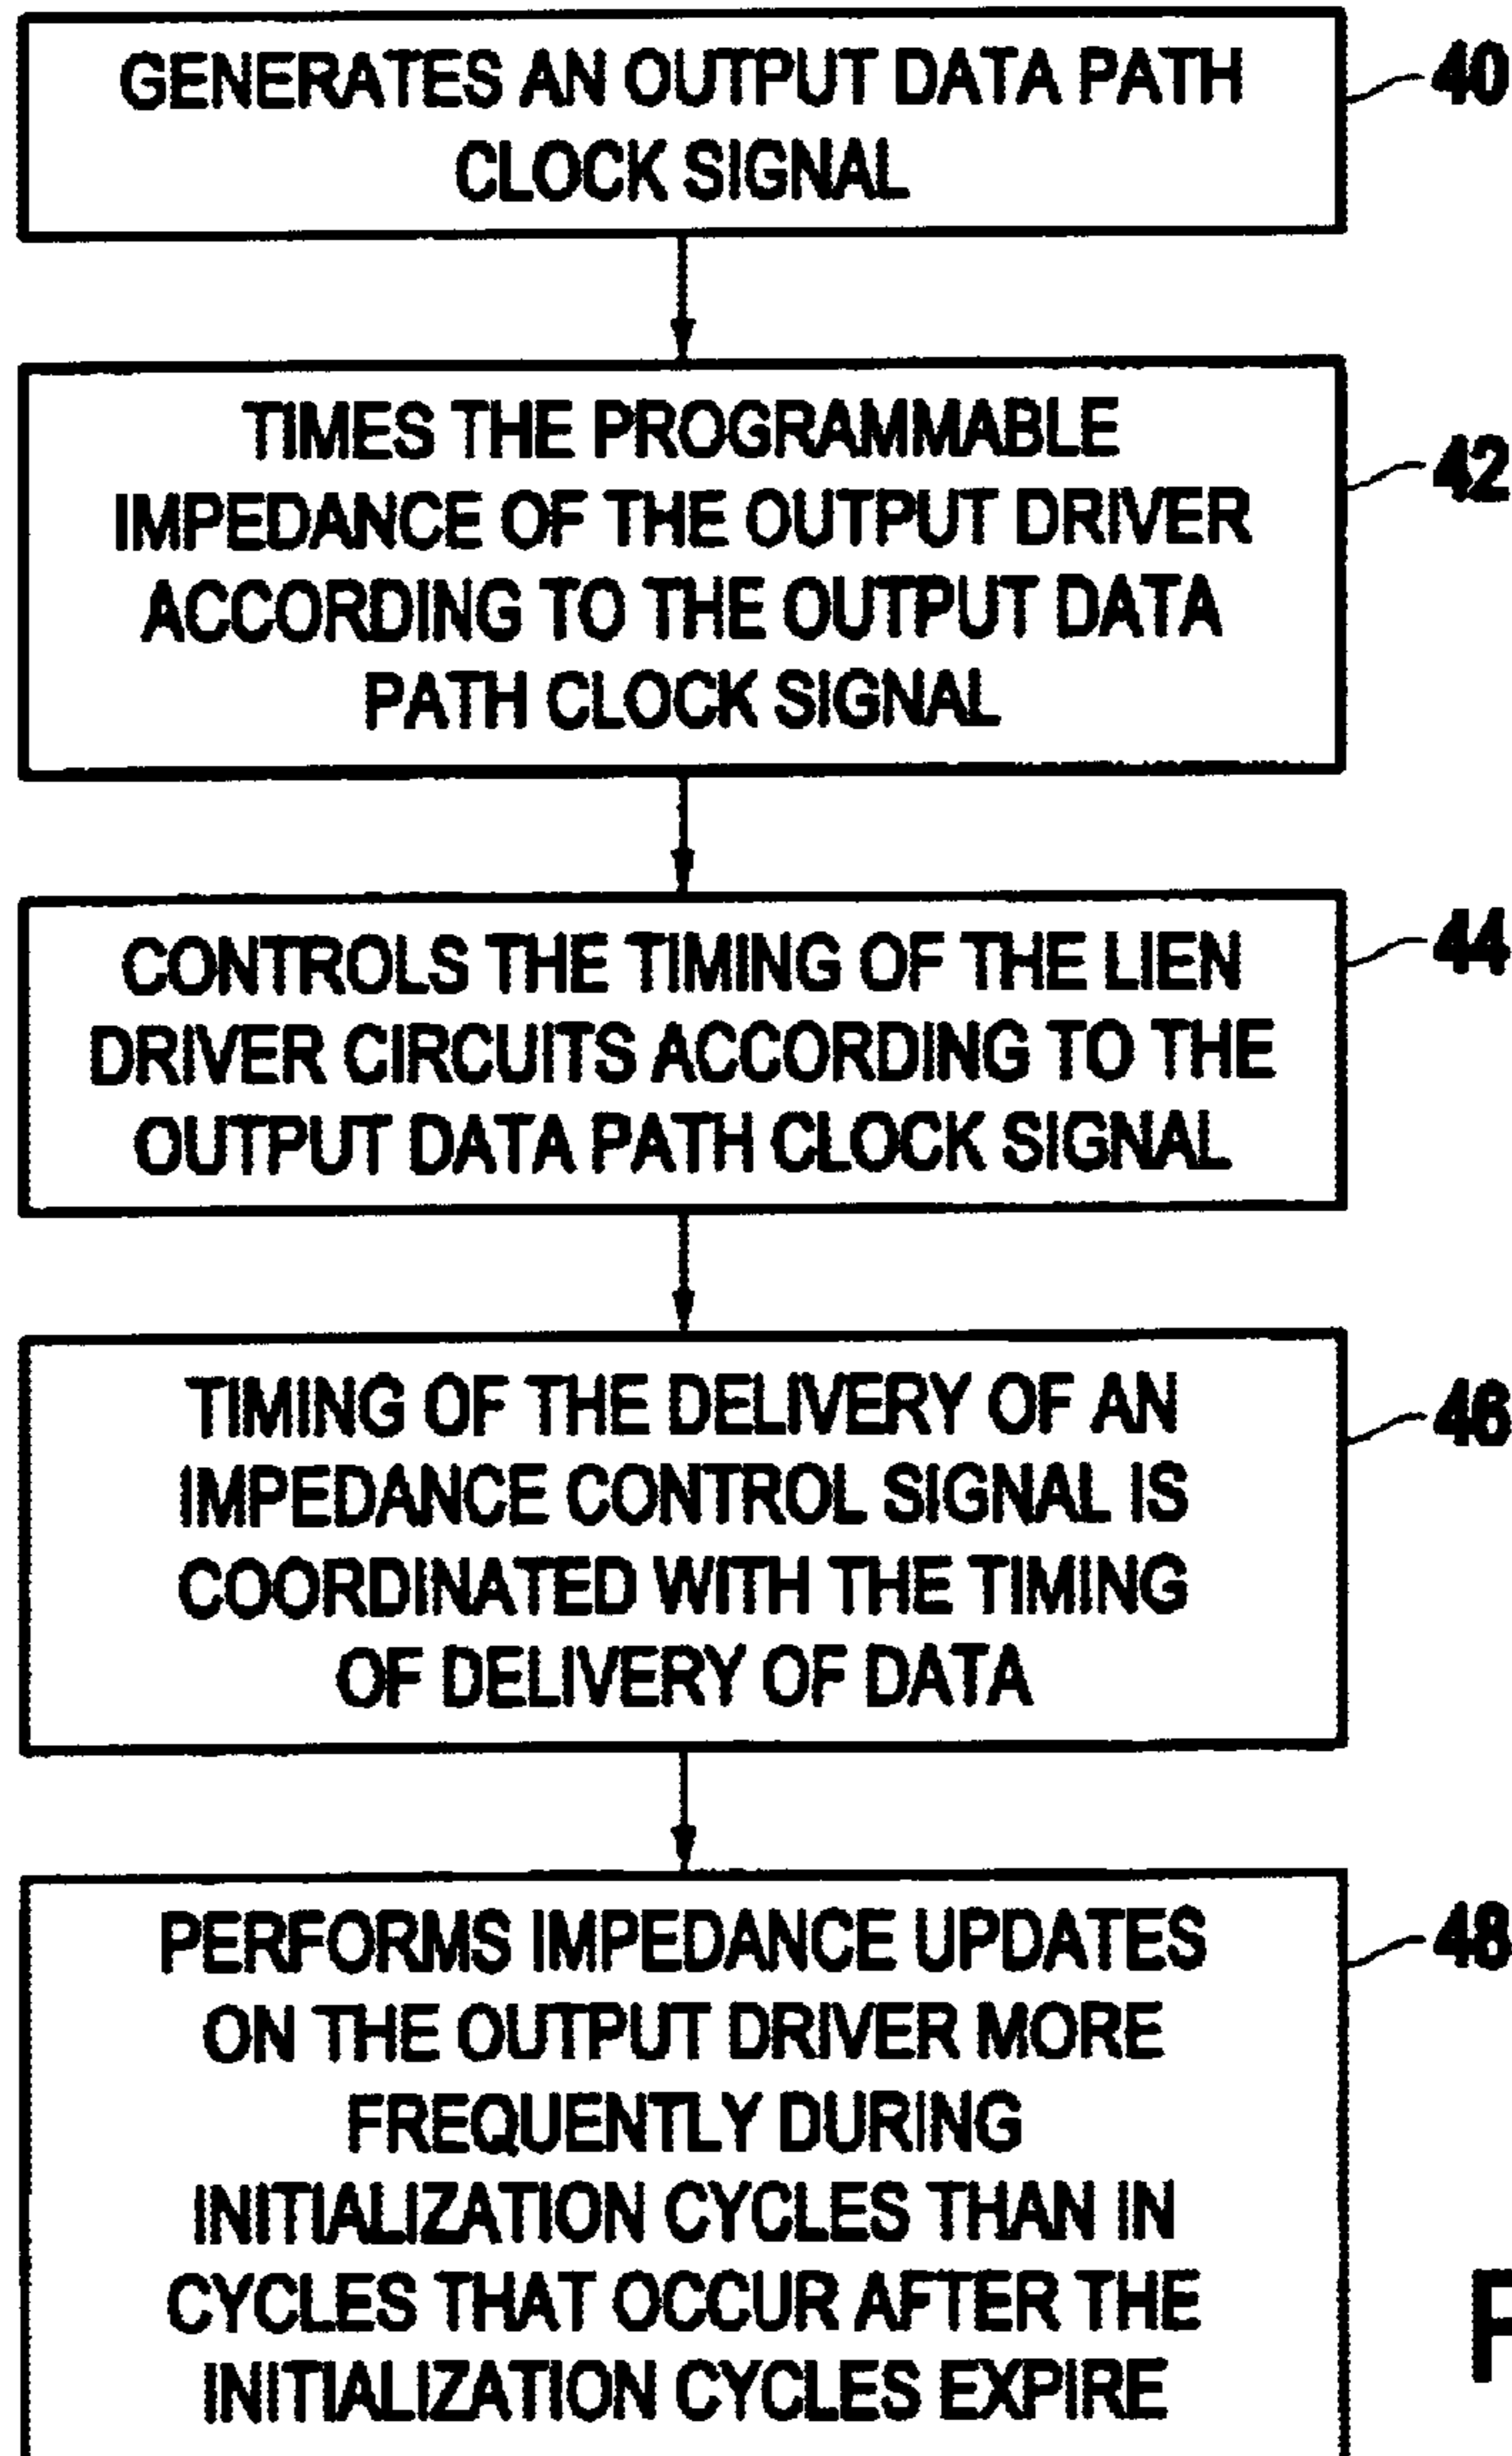 GENERATES AN OUTPUT DATA PATH
CLOCK SIGNAL
40
TIMES THE PROGRAMMABLE
IMPEDANCE OF THE OUTPUT DRIVER
ACCORDING TO THE OUTPUT DATA
PATH CLOCK SIGNAL
42
CONTROLS THE TIMING OF THE LIEN
DRIVER CIRCUITS ACCORDING TO THE
OUTPUT DATA PATH CLOCK SIGNAL
44
TIMING OF THE DELIVERY OF AN
IMPEDANCE CONTROL SIGNAL IS
COORDINATED WITH THE TIMING
OF DELIVERY OF DATA
46
PERFORMS IMPEDANCE UPDATES
ON THE OUTPUT DRIVER MORE
FREQUENTLY DURING
INITIALIZATION CYCLES THAN IN
CYCLES THAT OCCUR AFTER THE
INITIALIZATION CYCLES EXPIRE
48